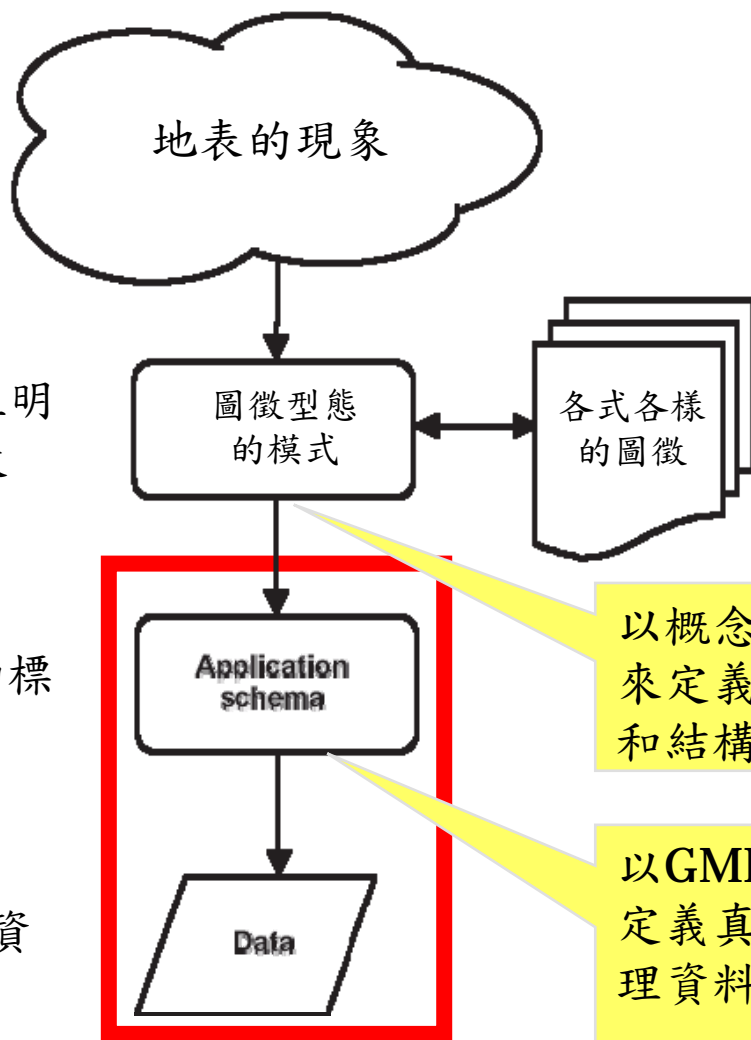 地表的現象
明
圖徵型態
的模式
各式各樣
的圖徵
以概念
來定義
和結構
標
Application
schema
以GM
定義真
理資料
資
Data